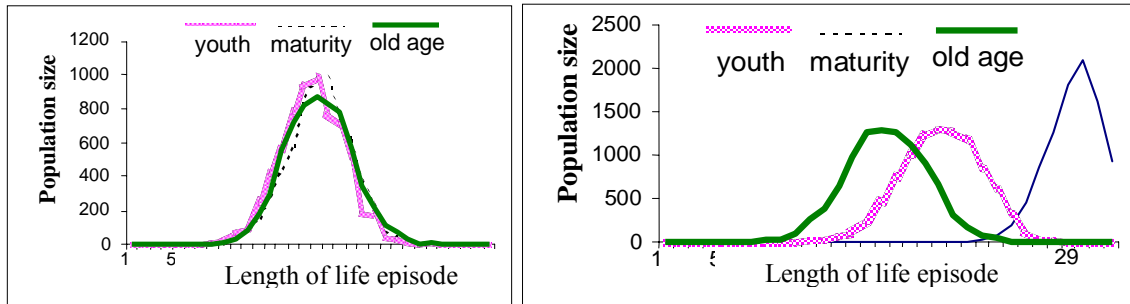 1200
1000
800
600
400
200
0
youth maturity old age
Population size
1 5
Length of life episode
2500
2000
1500
1000
500
0
youth maturity old age
Population size
1 29
Length of life episode